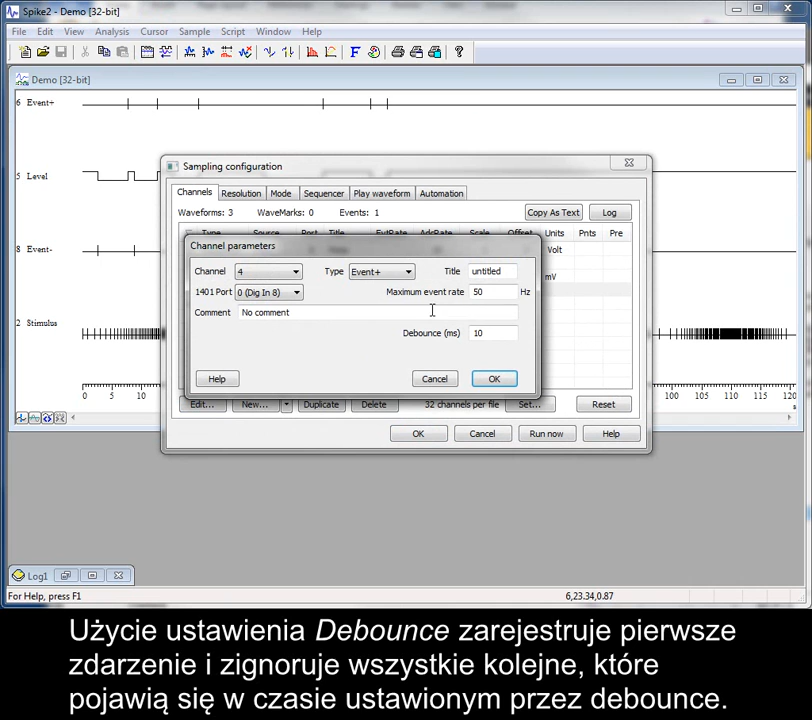 Spike2 - Demo [32-bit]
File Edit View Analysis Cursor Sample Script Window Help
Demo [32-bit]
6 Event+
5 Level
8 Event-
2 Stimulus
0 5 10 100 105 110 115 120
Sampling configuration
Channels Resolution Mode Sequencer Play waveform Automation
Waveforms: 3 WaveMarks: 0 Events: 1 Copy As Text Log
Units Pnts Pre
Volt
mV
Channel parameters
Channel 4 Type Event+ Title untitled
1401 Port 0 (Dig In 8) Maximum event rate 50 Hz
Comment No comment
Debounce (ms) 10
Help Cancel OK
Edit... New... Duplicate Delete 32 channels per file Set... Reset
OK Cancel Run now Help
Log1
For Help, press F1 6,23.34,0.87
Użycie ustawienia Debounce zarejestruje pierwsze
zdarzenie i zignoruje wszystkie kolejne, które
pojawią się w czasie ustawionym przez debounce.